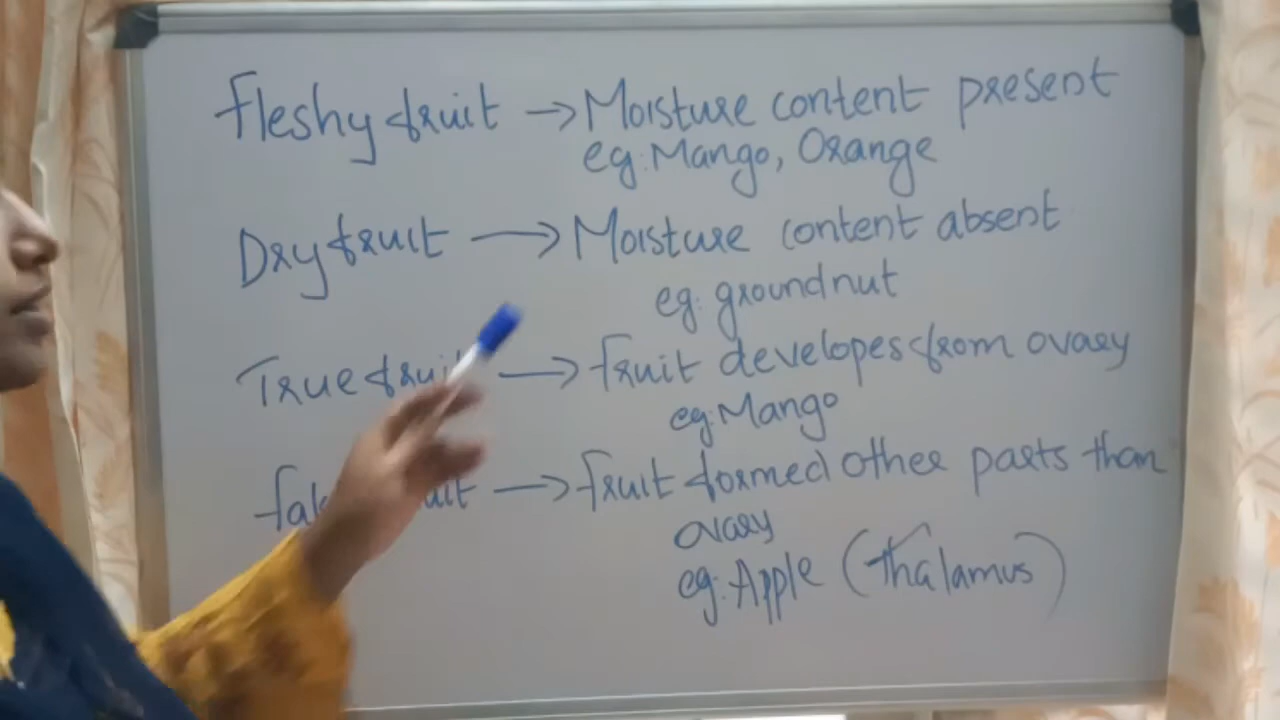 Fleshy fruit → Moisture content present
eg: Mango, Orange
Dry fruit → Moisture content absent
eg: groundnut
True → fruit developes from ovary
eg: Mango
→ fruit formed other parts than
ovary
eg: Apple (thalamus)